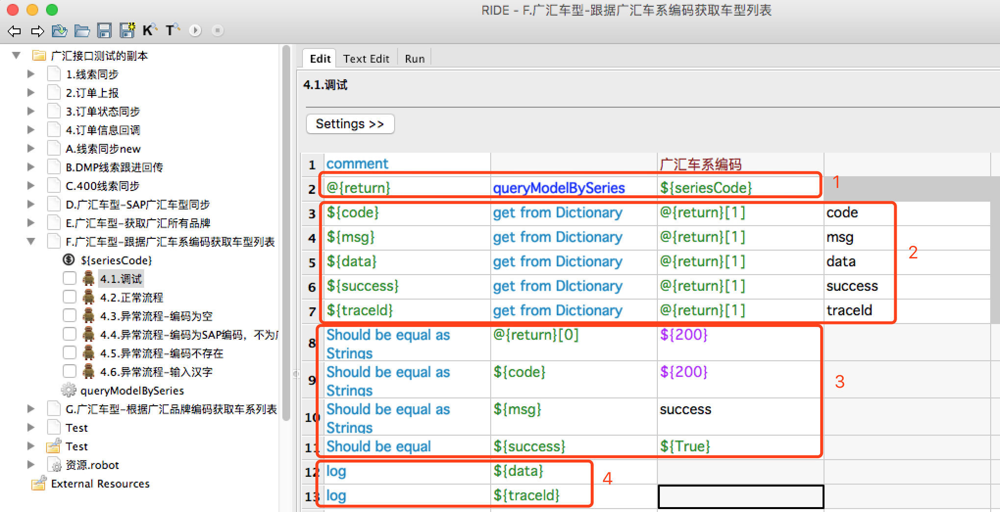 RIDE - F.广汇车型-跟据广汇车系编码获取车型列表
K T
广汇接口测试的副本
1.线索同步
2.订单上报
3.订单状态同步
4.订单信息回调
A.线索同步new
B.DMP线索跟进回传
C.400线索同步
D.广汇车型-SAP广汇车型同步
E.广汇车型-获取广汇所有品牌
F.广汇车型-跟据广汇车系编码获取车型列表
${seriesCode}
4.1.调试
4.2.正常流程
4.3.异常流程-编码为空
4.4.异常流程-编码为SAP编码，不为
4.5.异常流程-编码不存在
4.6.异常流程-输入汉字
queryModelBySeries
G.广汇车型-根据广汇品牌编码获取车系列表
Test
Test
资源.robot
External Resources
Edit Text Edit Run
4.1.调试
Settings >>
1 comment 广汇车系编码
2 @{return} queryModelBySeries ${seriesCode} 1
3 ${code} get from Dictionary @{return}[1] code
4 ${msg} get from Dictionary @{return}[1] msg
5 ${data} get from Dictionary @{return}[1] data 2
6 ${success} get from DIctionary @{return}[1] success
7 ${traceId} get from Dictionary @{return}[1] traceId
8 Should be equal as Strings @{return}[0] ${200}
9 Should be equal as Strings ${code} ${200} 3
10 Should be equal as Strings ${msg} success
11 Should be equal ${success} ${True}
12 log ${data} 4
13 log ${traceId}